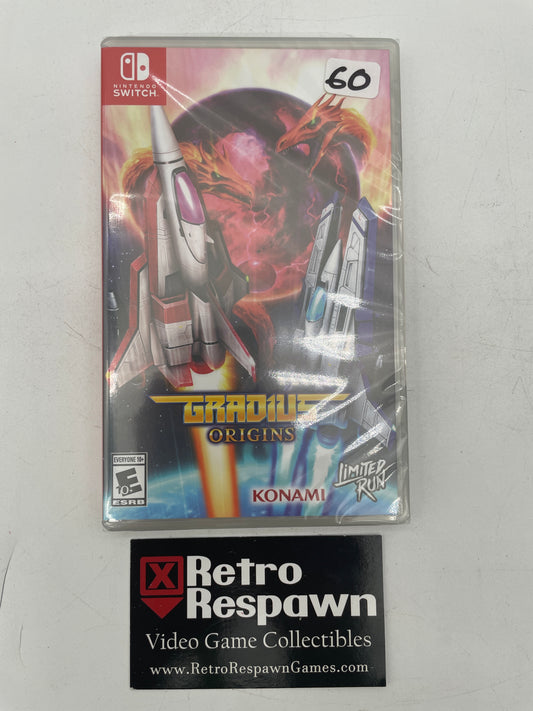 NINTENDO
SWITCH
60
GRADIUS
ORIGINS
EVERYONE 10+
E
10+
ESRB
KONAMI
LIMITED
RUN
X Retro
Respawn
Video Game Collectibles
www.RetroRespawnGames.com